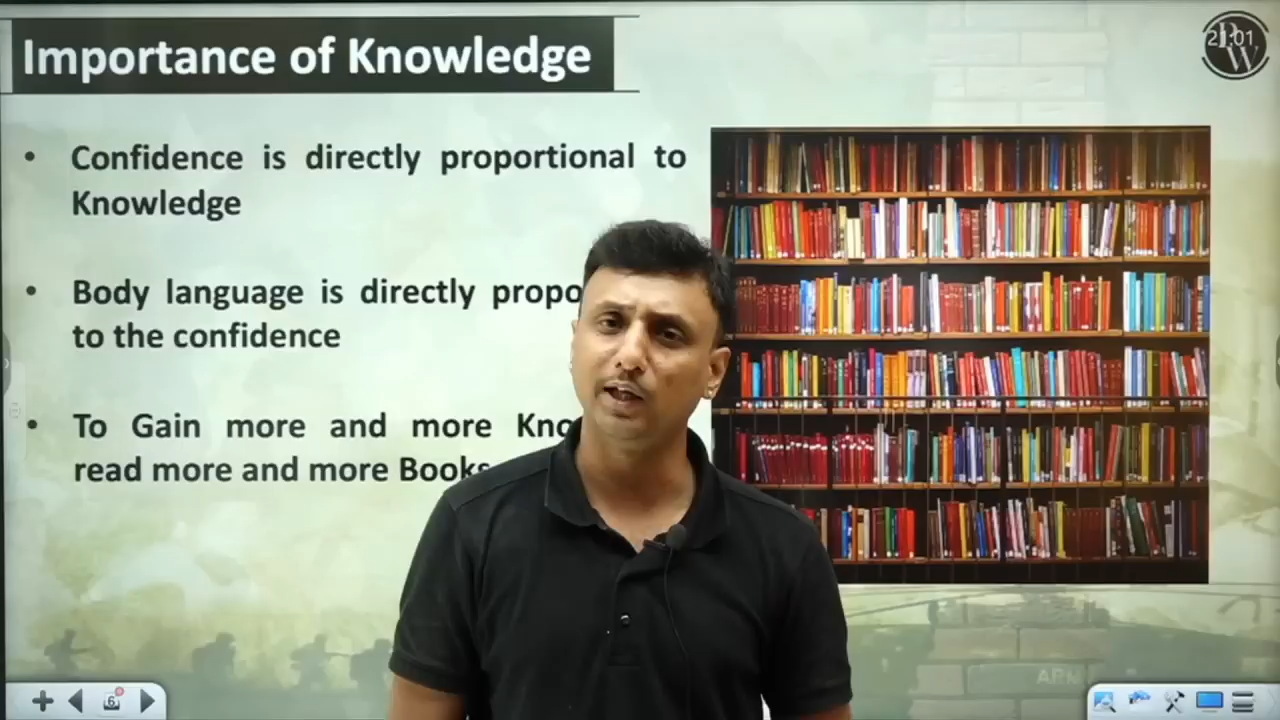 Importance of Knowledge
• Confidence is directly proportional to
Knowledge
• Body language is directly propo
to the confidence
• To Gain more and more Kno
read more and more Books
6